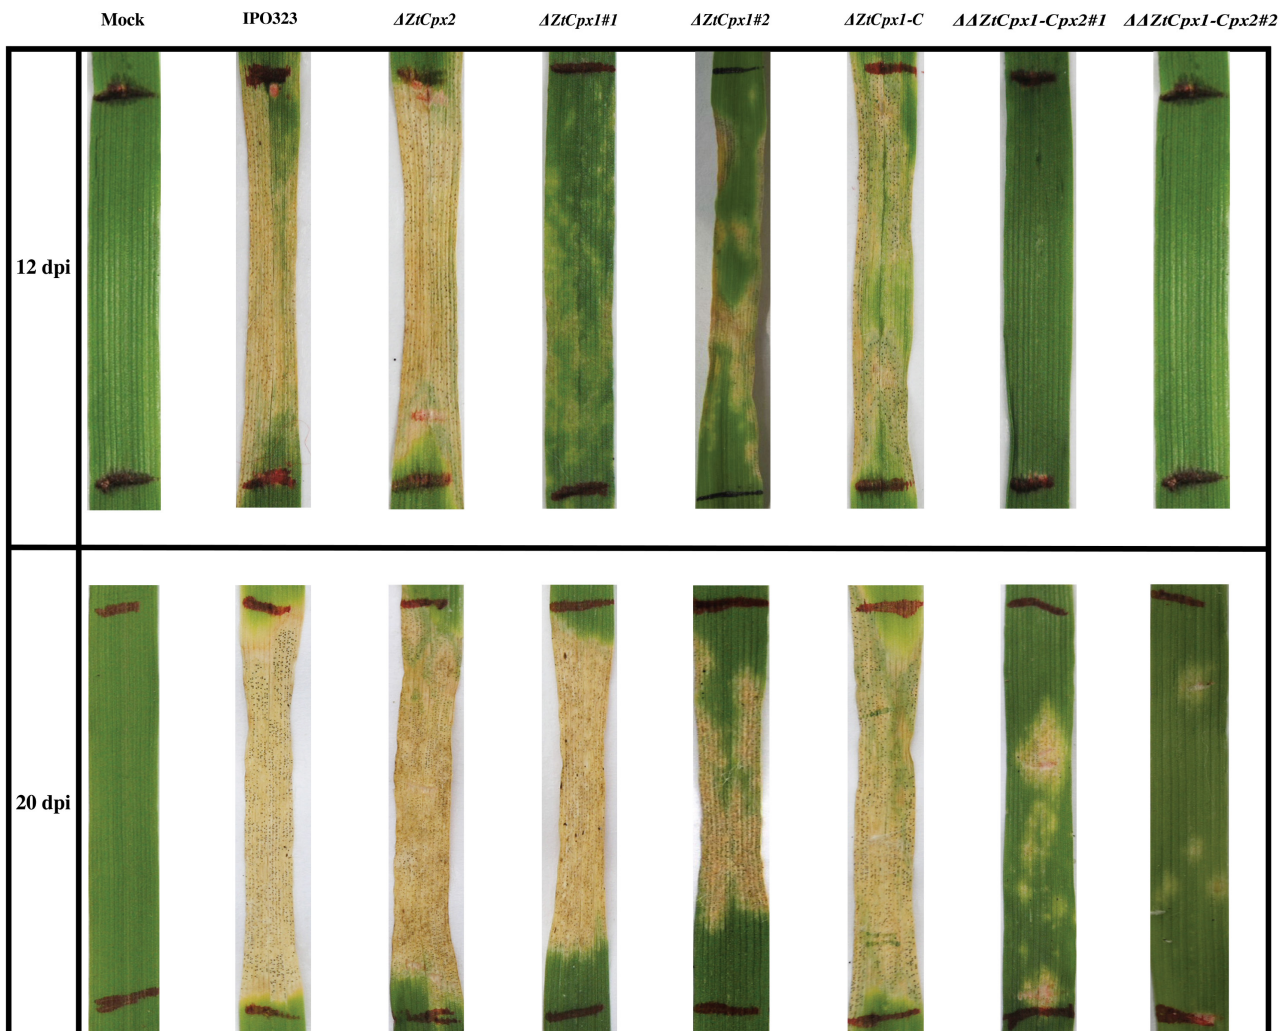 Mock IPO323 ΔZtCpx2 ΔZtCpx1#1 ΔZtCpx1#2 ΔZtCpx1-C ΔΔZtCpx1-Cpx2#1 ΔΔZtCpx1-Cpx2#2
12 dpi
20 dpi